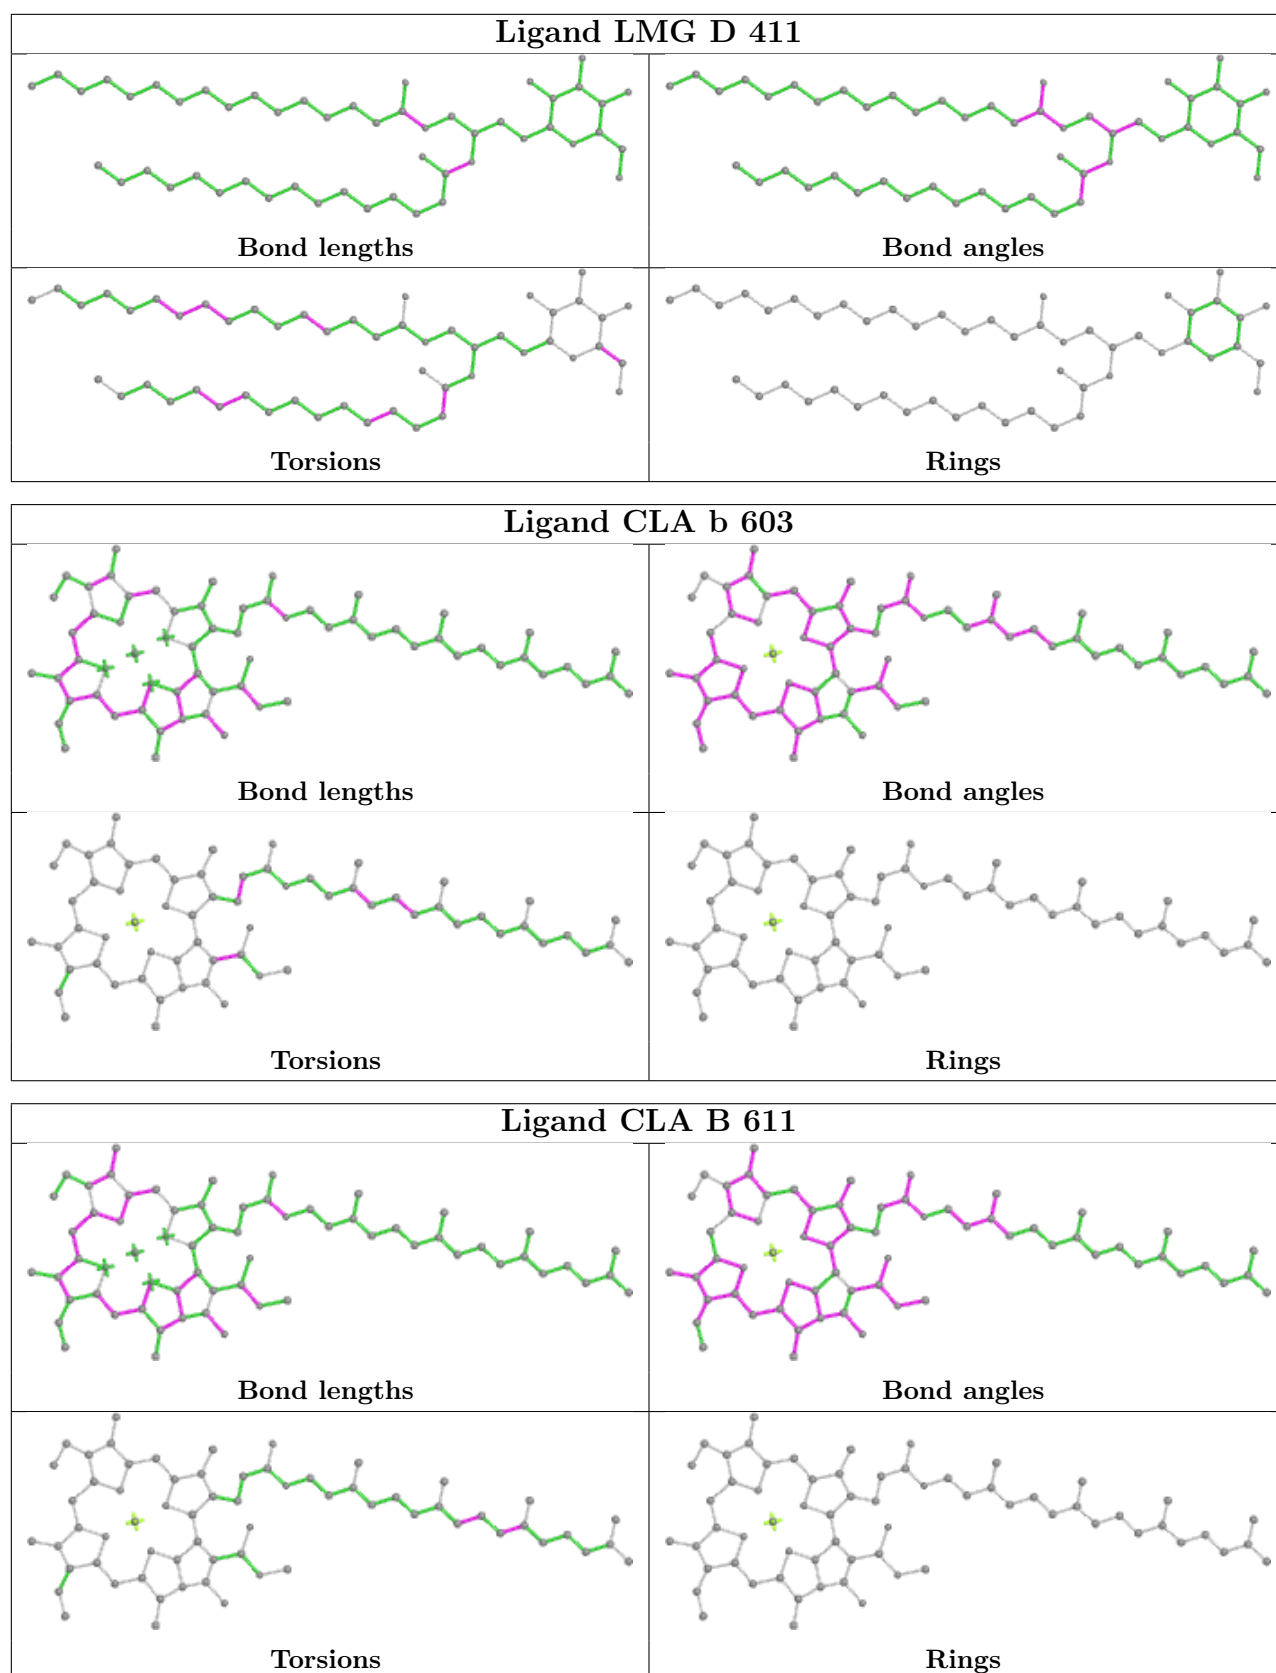 Ligand LMG D 411
Bond lengths
Bond angles
Torsions
Rings
Ligand CLA b 603
Bond lengths
Bond angles
Torsions
Rings
Ligand CLA B 611
Bond lengths
Bond angles
Torsions
Rings